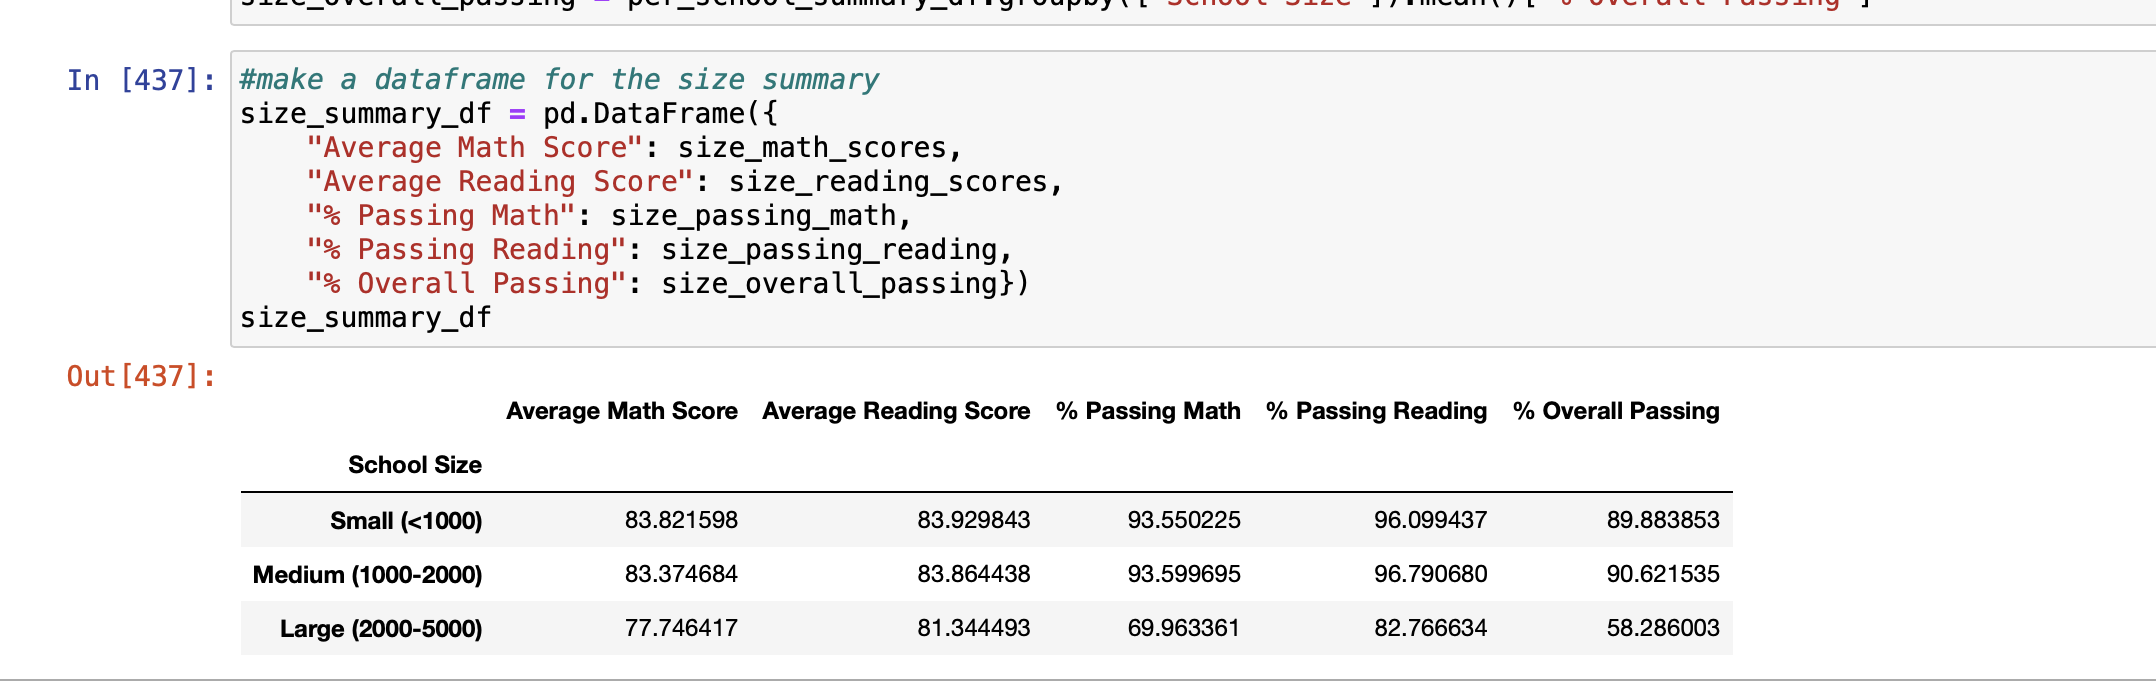 size_overall_passing = per_school_summary_df.groupby(["School Size"]).mean()["% Overall Passing"]
In [437]:
#make a dataframe for the size summary
size_summary_df = pd.DataFrame({
"Average Math Score": size_math_scores,
"Average Reading Score": size_reading_scores,
"% Passing Math": size_passing_math,
"% Passing Reading": size_passing_reading,
"% Overall Passing": size_overall_passing})
size_summary_df
Out[437]:
Average Math Score Average Reading Score % Passing Math % Passing Reading % Overall Passing
School Size
Small (<1000) 83.821598 83.929843 93.550225 96.099437 89.883853
Medium (1000-2000) 83.374684 83.864438 93.599695 96.790680 90.621535
Large (2000-5000) 77.746417 81.344493 69.963361 82.766634 58.286003